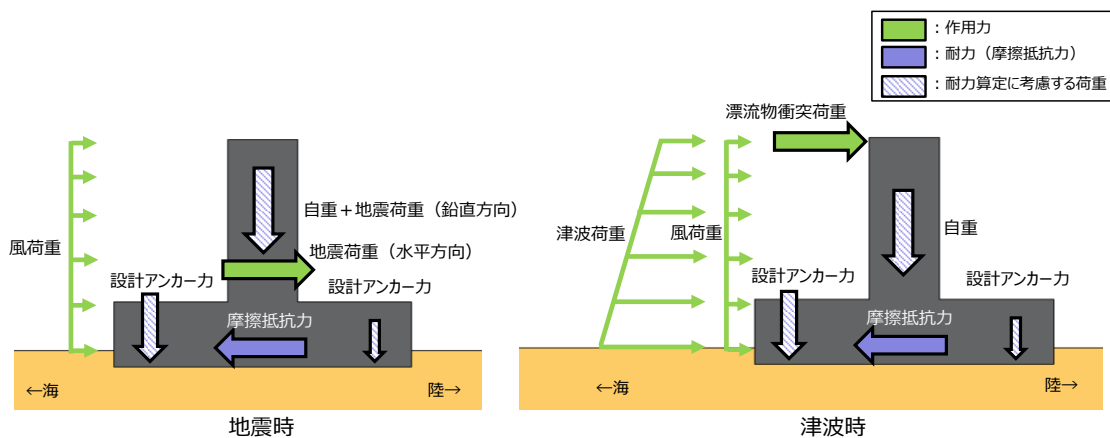 ：作用力
：耐力（摩擦抵抗力）
：耐力算定に考慮する荷重
風荷重
自重＋地震荷重（鉛直方向）
地震荷重（水平方向）
設計アンカー力
設計アンカー力
摩擦抵抗力
←海
陸→
地震時
漂流物衝突荷重
津波荷重
風荷重
自重
設計アンカー力
設計アンカー力
摩擦抵抗力
←海
陸→
津波時